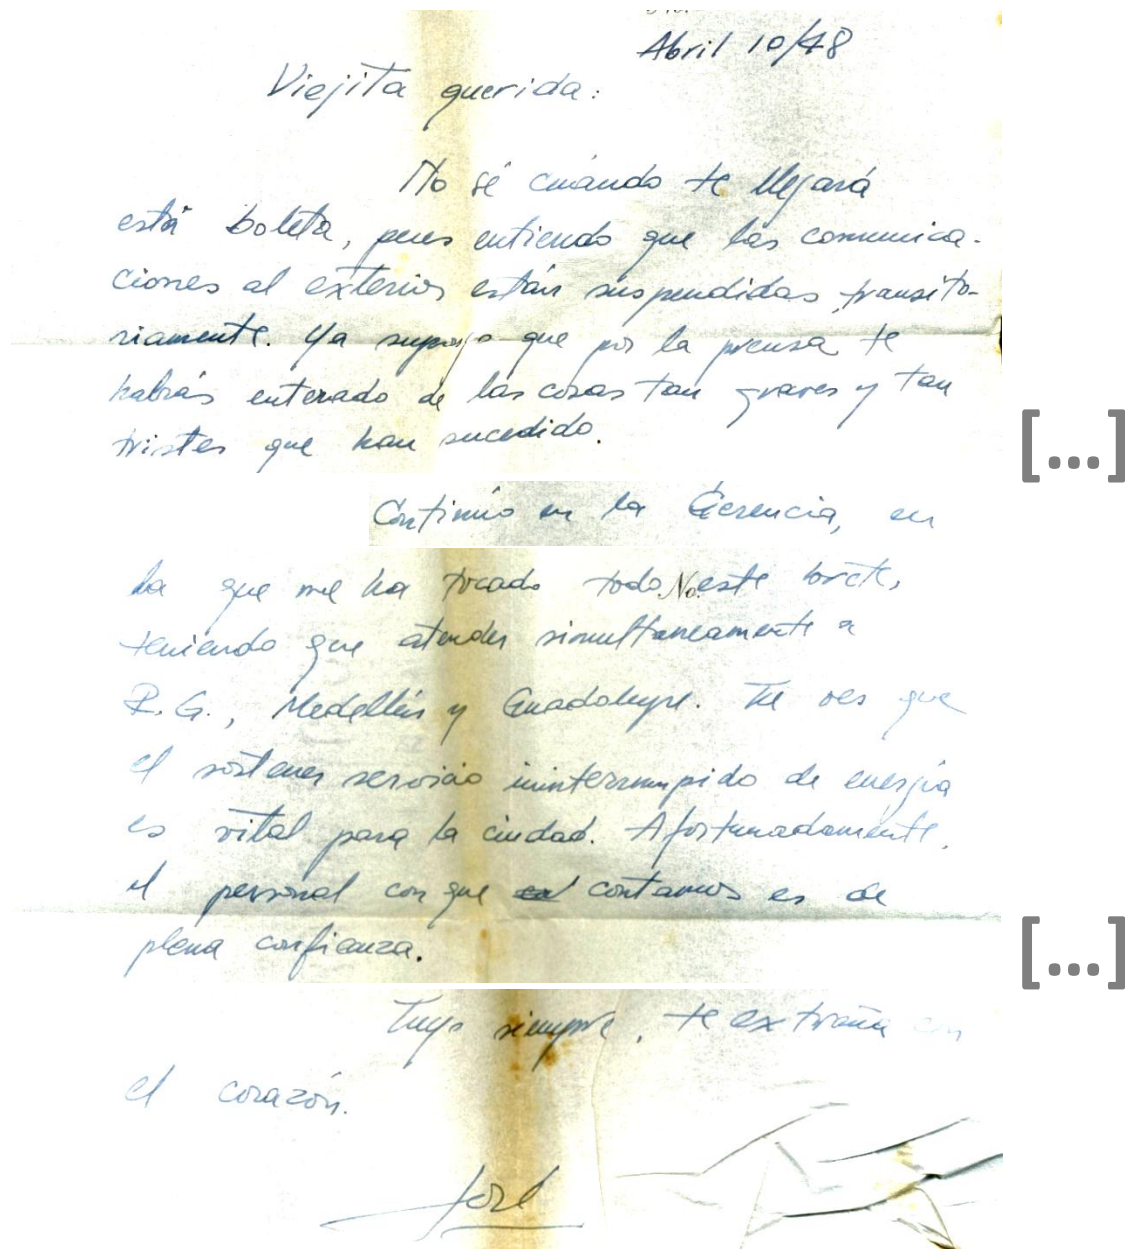 Abril 10/48
Viejita querida:
No sé cuándo te llegará
está boleta, pues entiendo que las comunica-
ciones al exterior están suspendidas transito-
riamente. Ya supongo que por la prensa te
habrás enterado de las cosas tan graves y tan
tristes que han sucedido.
[...]
Continúo en la Gerencia, en
la que me ha tocado todo No. este brete,
teniendo que atender simultaneamente a
R.G., Medellín y Guadalupe. Tu ves que
el sostener servicio ininterrumpido de energía
es vital para la ciudad. Afortunadamente,
el personal con que contamos es de
plena confianza.
[...]
Tuyo siempre, te extraña con
el corazón.
José